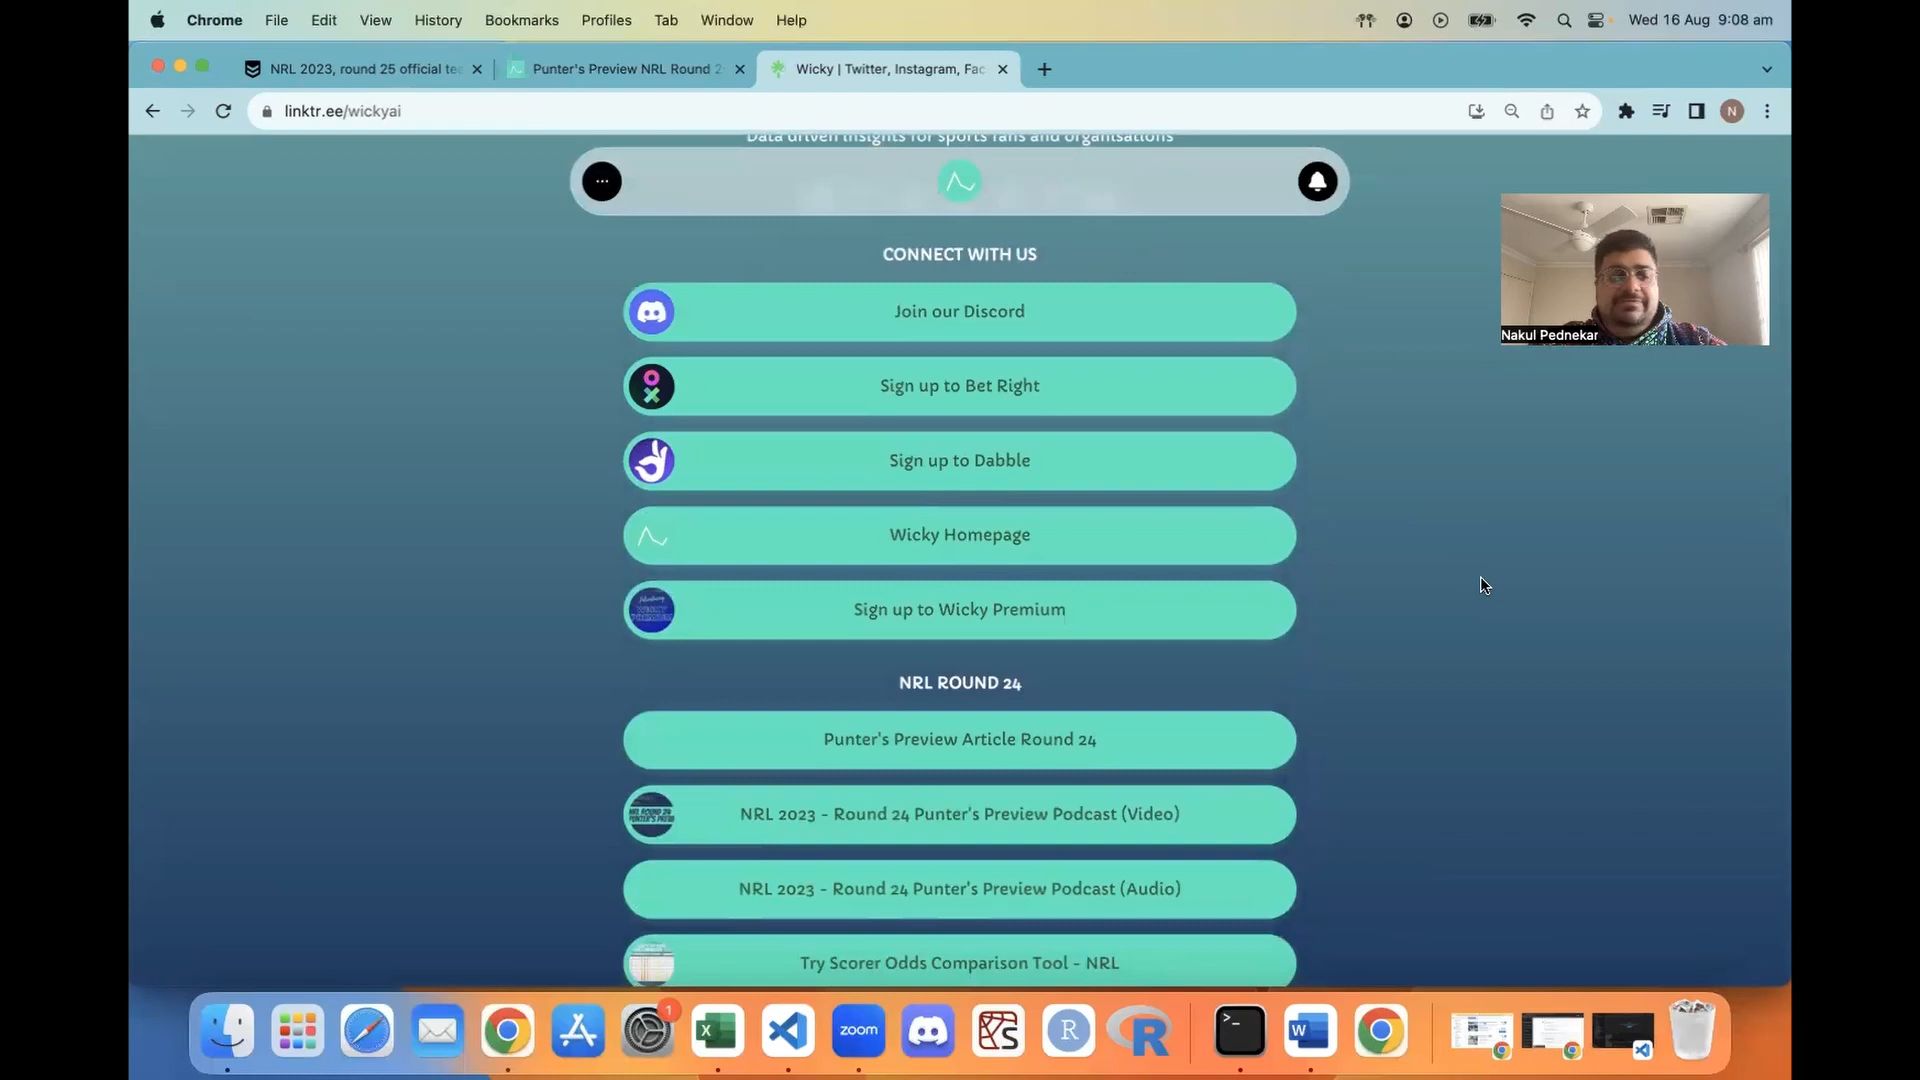 Chrome File Edit View History Bookmarks Profiles Tab Window Help Wed 16 Aug 9:08 am
NRL 2023, round 25 official te Punter's Preview NRL Round 2 Wicky | Twitter, Instagram, Fac
linktr.ee/wickyai N
Data driven insights for sports fans and organisations
CONNECT WITH US
Join our Discord
Nakul Pednekar
Sign up to Bet Right
Sign up to Dabble
Wicky Homepage
Sign up to Wicky Premium
NRL ROUND 24
Punter's Preview Article Round 24
NRL 2023 - Round 24 Punter's Preview Podcast (Video)
NRL 2023 - Round 24 Punter's Preview Podcast (Audio)
Try Scorer Odds Comparison Tool - NRL
1
zoom